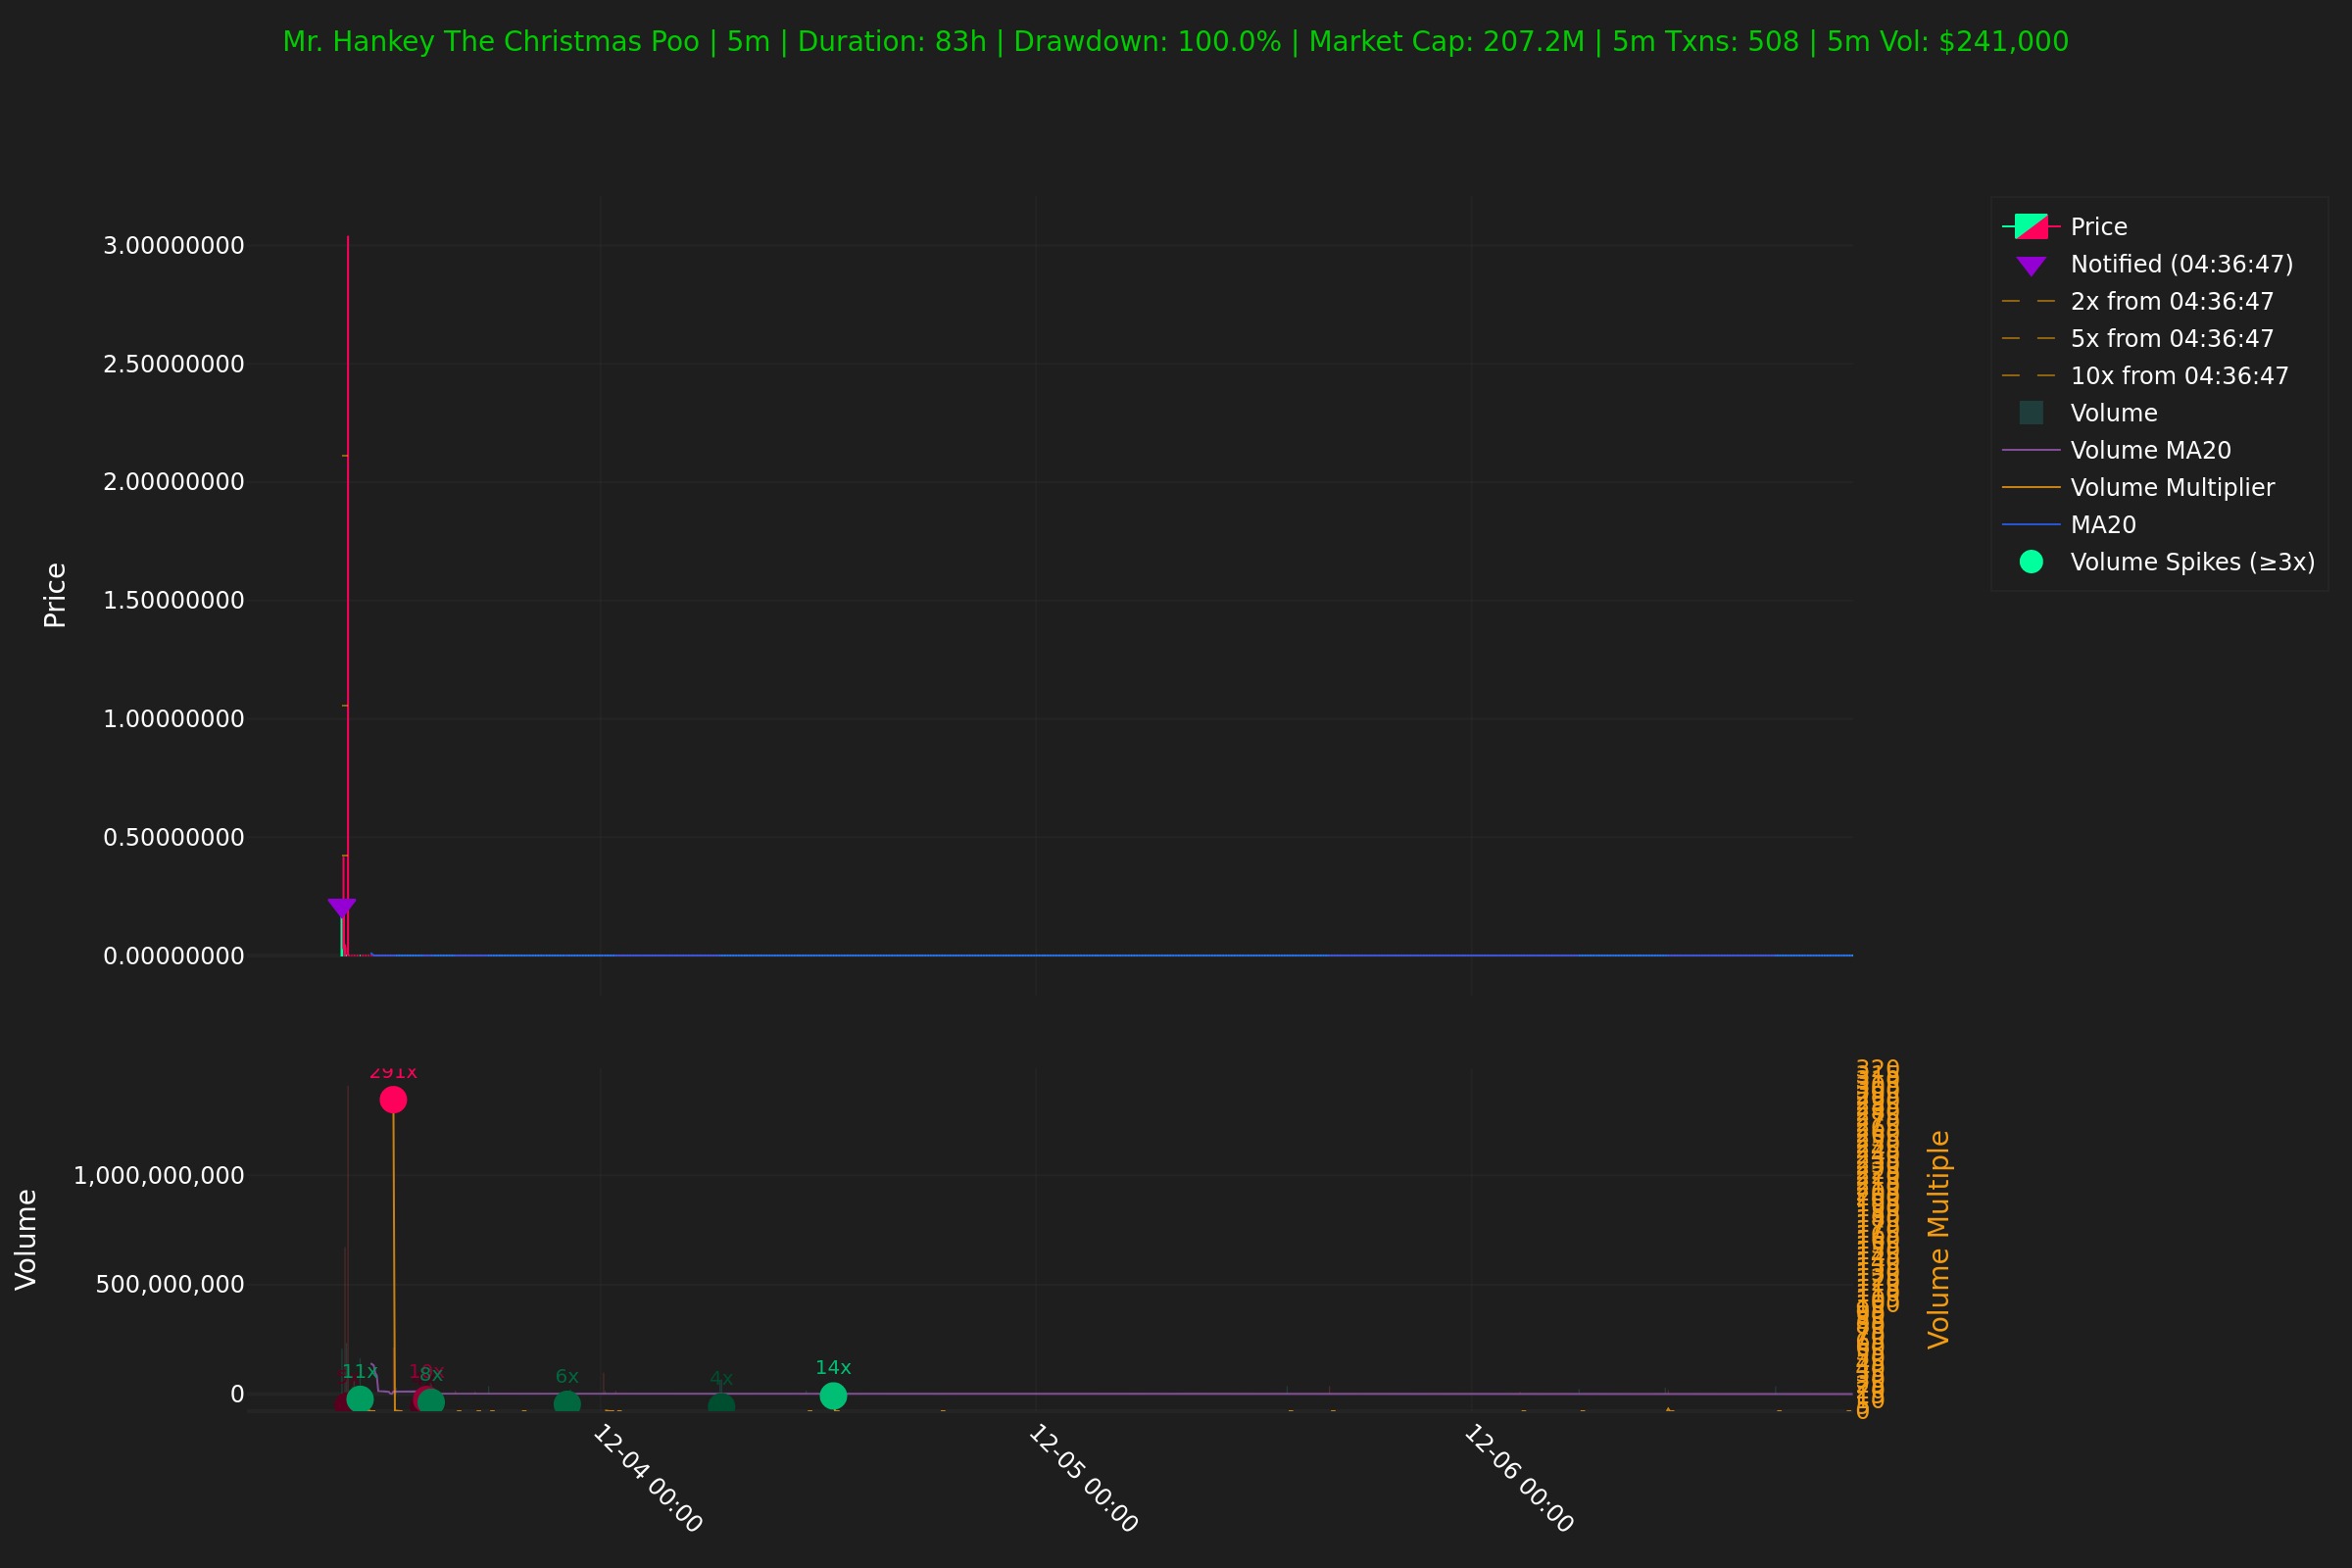 Mr. Hankey The Christmas Poo | 5m | Duration: 83h | Drawdown: 100.0% | Market Cap: 207.2M | 5m Txns: 508 | 5m Vol: $241,000
Price
3.00000000
2.50000000
2.00000000
1.50000000
1.00000000
0.50000000
0.00000000
Price
Notified (04:36:47)
2x from 04:36:47
5x from 04:36:47
10x from 04:36:47
Volume
Volume MA20
Volume Multiplier
MA20
Volume Spikes (≥3x)
Volume
1,000,000,000
500,000,000
0
291x
11x
8x
6x
4x
14x
Volume Multiple
12-04 00:00
12-05 00:00
12-06 00:00